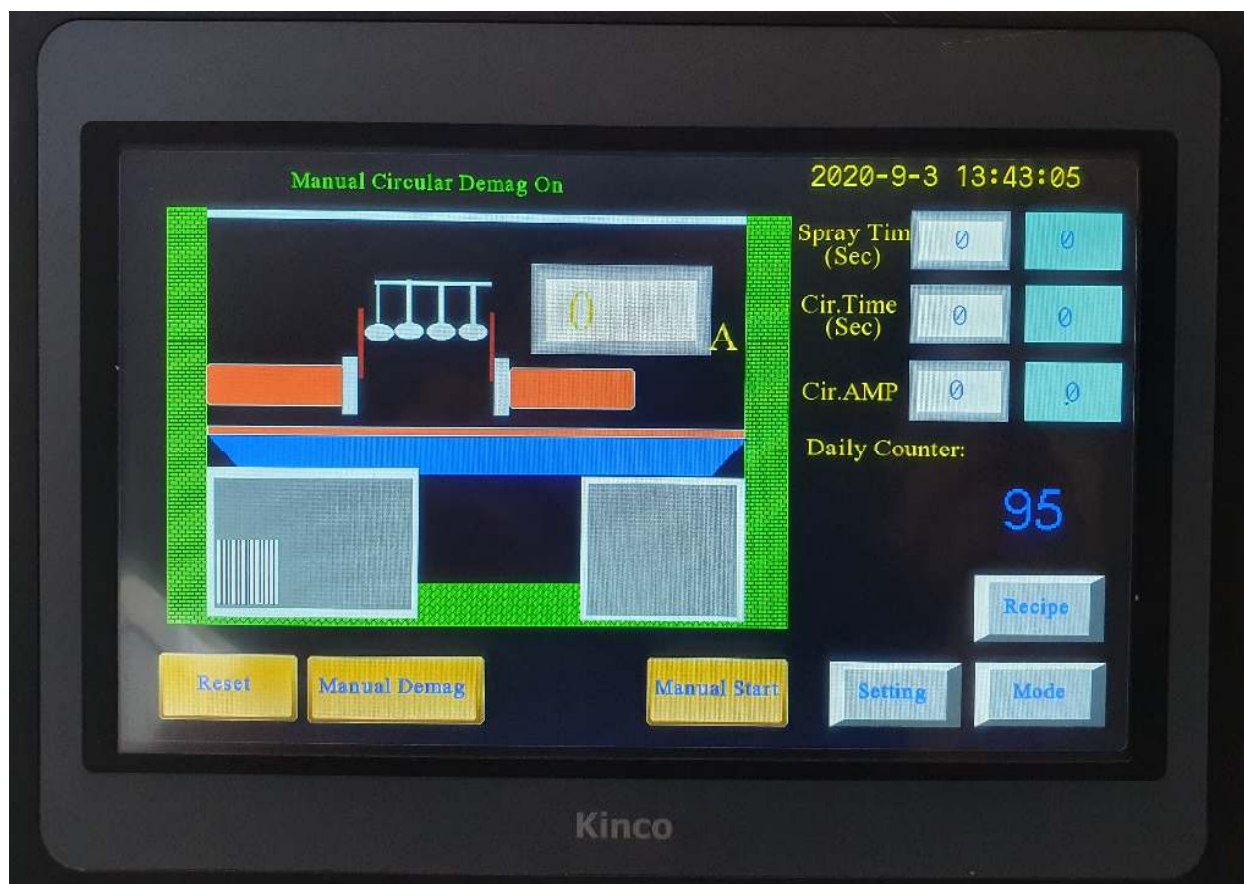 Manual Circular Demag On
2020-9-3 13:43:05
Spray Tim
(Sec)
0
0
Cir.Time
(Sec)
0
0
0
A
Cir.AMP
0
0
Daily Counter:
95
Recipe
Reset
Manual Demag
Manual Start
Setting
Mode
Kinco